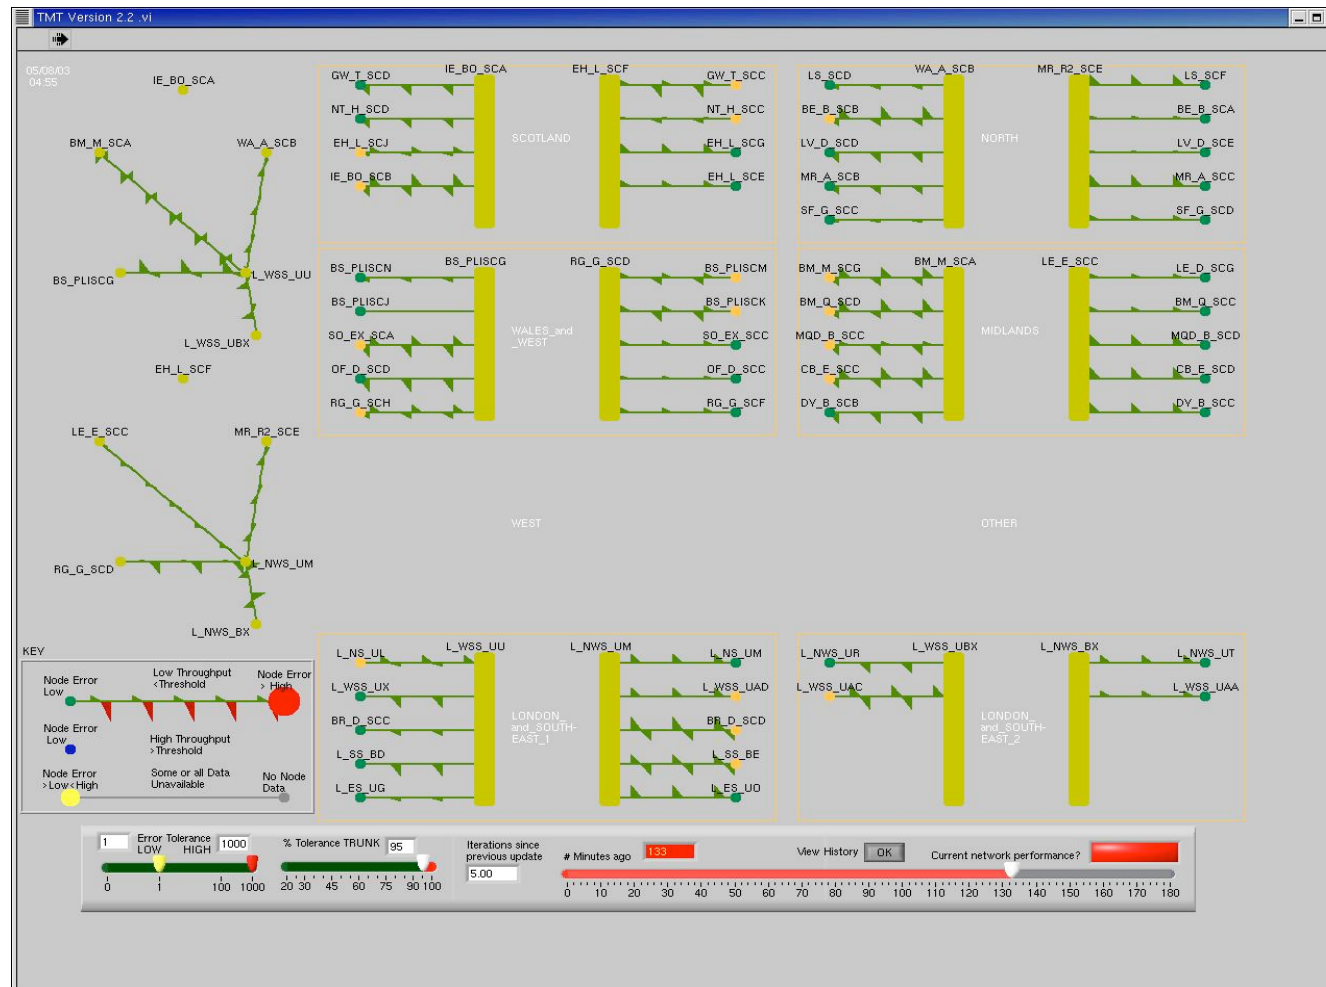 TMT Version 2.2 .vi
05/08/03
04:55
IE_BO_SCA
BM_M_SCA
WA_A_SCB
BS_PLISCG
L_WSS_UU
L_WSS_UBX
EH_L_SCF
LE_E_SCC
MR_R2_SCE
RG_G_SCD
L_NWS_UM
L_NWS_BX
IE_BO_SCA
EH_L_SCF
GW_T_SCD
GW_T_SCC
NT_H_SCD
NT_H_SCC
SCOTLAND
EH_L_SCJ
EH_L_SCG
IE_BO_SCB
EH_L_SCE
WA_A_SCB
MR_R2_SCE
LS_SCD
LS_SCF
BE_B_SCB
BE_B_SCA
NORTH
LV_D_SCD
LV_D_SCE
MR_A_SCB
MR_A_SCC
SF_G_SCC
SF_G_SCD
BS_PLISCG
RG_G_SCD
BS_PLISCN
BS_PLISCM
BS_PLISCJ
BS_PLISCK
WALES_and
_WEST
SO_EX_SCA
SO_EX_SCC
OF_D_SCD
OF_D_SCC
RG_G_SCH
RG_G_SCF
BM_M_SCA
LE_E_SCC
BM_M_SCG
LE_D_SCG
BM_Q_SCD
BM_Q_SCC
MIDLANDS
MQD_B_SCC
MQD_B_SCD
CB_E_SCC
CB_E_SCD
DY_B_SCB
DY_B_SCC
WEST
OTHER
L_WSS_UU
L_NWS_UM
L_NS_UL
L_NS_UM
L_WSS_UX
L_WSS_UAD
LONDON_
and_SOUTH-
EAST_1
BR_D_SCC
BR_D_SCD
L_SS_BD
L_SS_BE
L_ES_UG
L_ES_UO
L_WSS_UBX
L_NWS_BX
L_NWS_UR
L_NWS_UT
L_WSS_UAC
L_WSS_UAA
LONDON_
and_SOUTH-
EAST_2
KEY
Node Error
Low
Low Throughput
<Threshold
Node Error
> High
Node Error
Low
High Throughput
>Threshold
Node Error
>Low<High
Some or all Data
Unavailable
No Node
Data
1
Error Tolerance
LOW HIGH
1000
0 1 100 1000
% Tolerance TRUNK
95
20 30 45 60 75 90 100
Iterations since
previous update
5.00
# Minutes ago
133
View History
OK
Current network performance?
0 10 20 30 40 50 60 70 80 90 100 110 120 130 140 150 160 170 180